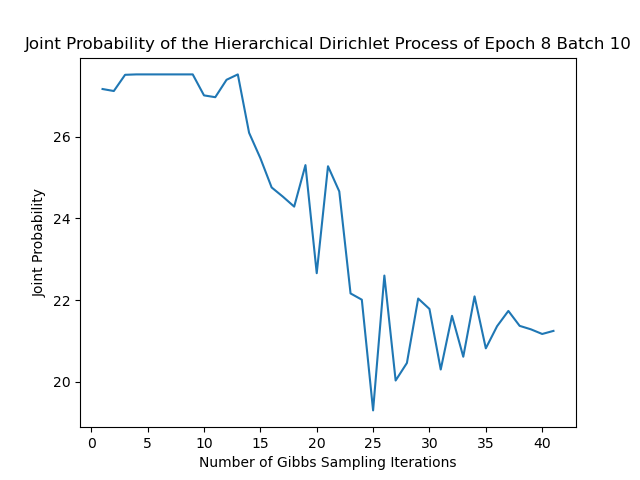 Joint Probability of the Hierarchical Dirichlet Process of Epoch 8 Batch 10
26
24
22
20
Joint Probability
0 5 10 15 20 25 30 35 40
Number of Gibbs Sampling Iterations